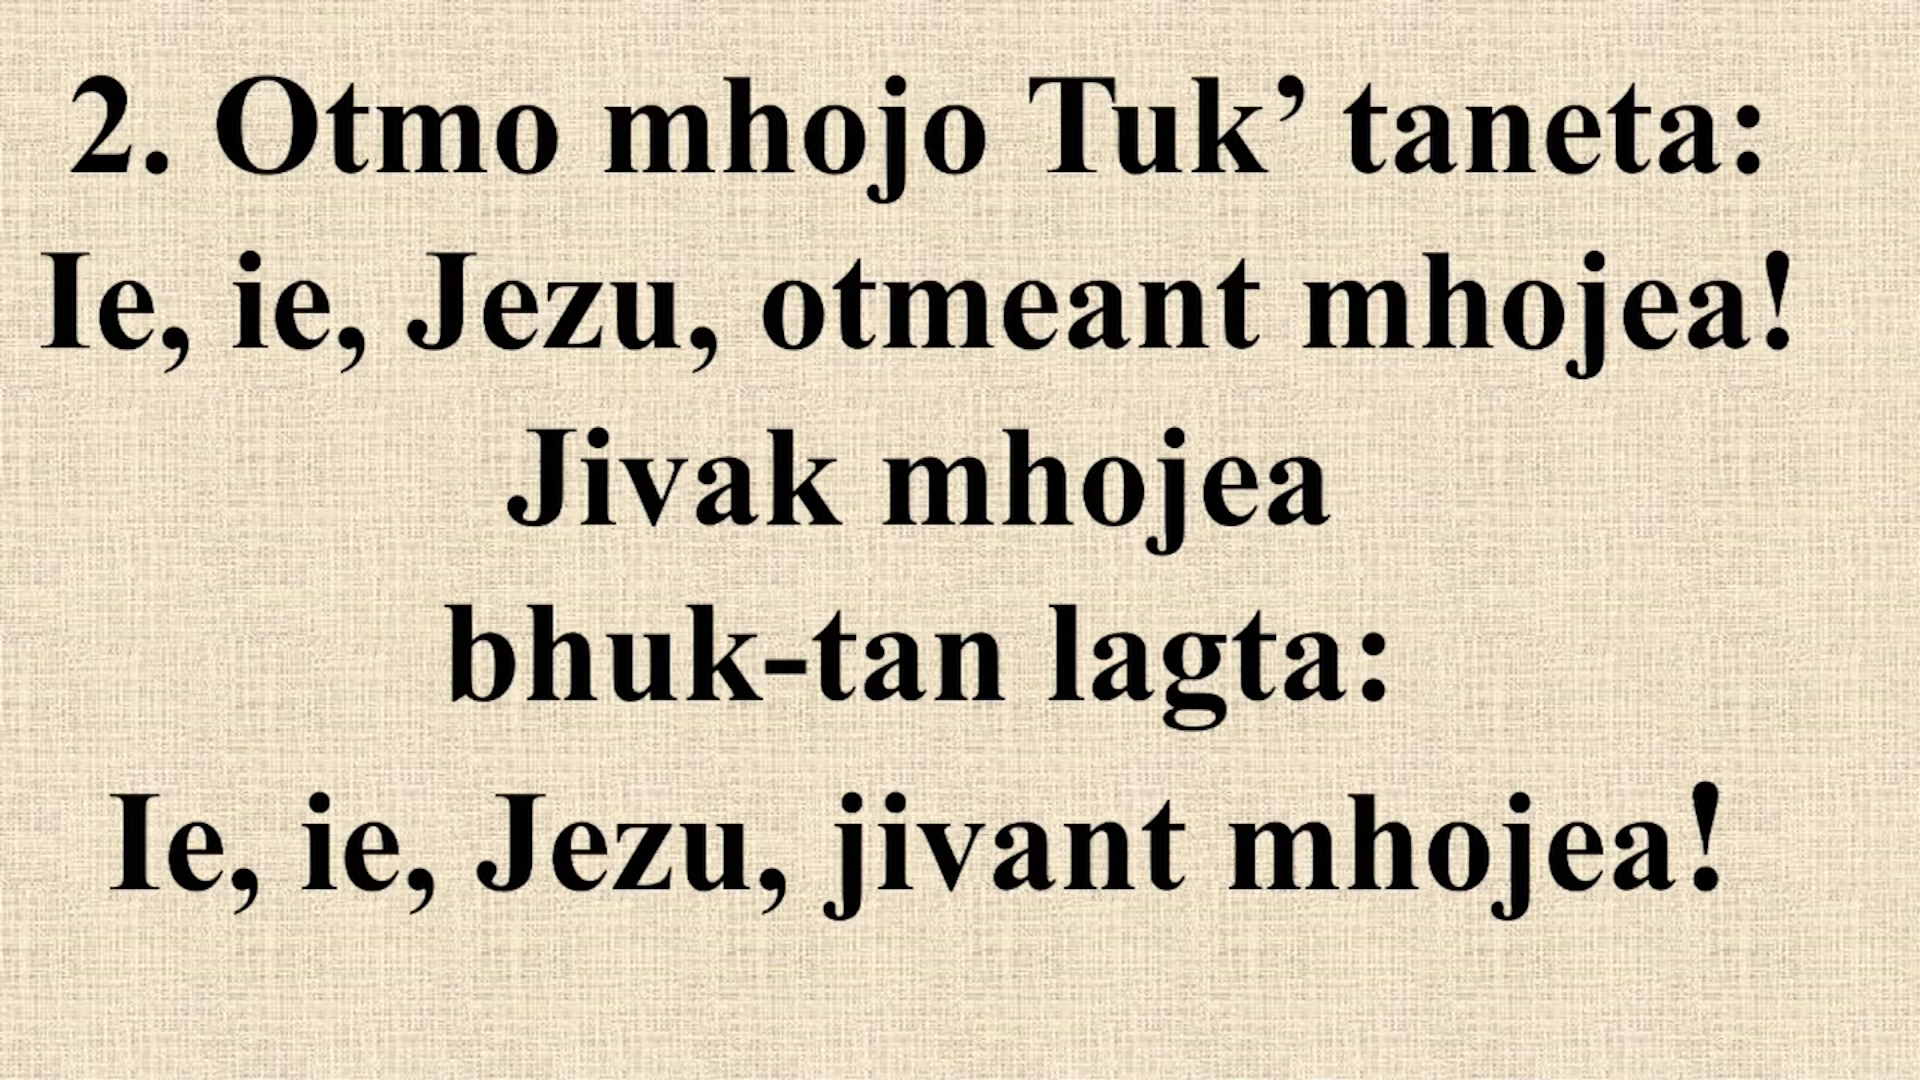 2. Otmo mhojo Tuk’ taneta:
Ie, ie, Jezu, otmeant mhojea!
Jivak mhojea
bhuk-tan lagta:
Ie, ie, Jezu, jivant mhojea!